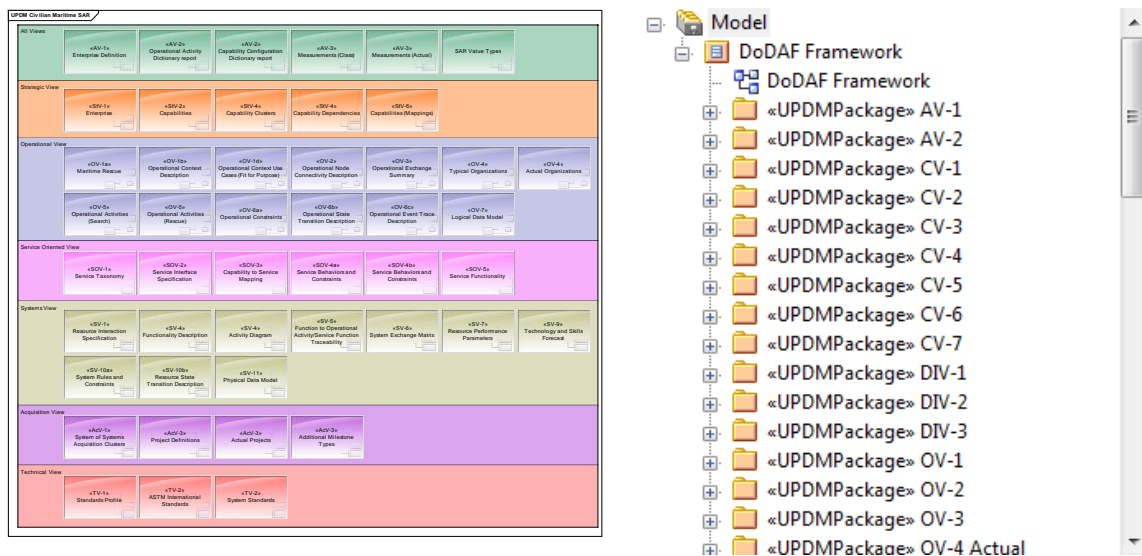 UPDM Civilian Maritime SAR
All Views
«AV-1»
Enterprise Definition
«AV-2»
Operational Activity
Dictionary report
«AV-2»
Capability Configuration
Dictionary report
«AV-3»
Measurements (Class)
«AV-3»
Measurements (Actual)
SAR Value Types
Strategic View
«StV-1»
Enterprise
«StV-2»
Capabilities
«StV-4»
Capability Clusters
«StV-4»
Capability Dependencies
«StV-6»
Capabilities (Mappings)
Operational View
«OV-1a»
Maritime Rescue
«OV-1b»
Operational Context
Description
«OV-1d»
Operational Context Use
Cases (Fit for Purpose)
«OV-2»
Operational Node
Connectivity Description
«OV-3»
Operational Exchange
Summary
«OV-4»
Typical Organizations
«OV-4»
Actual Organizations
«OV-5»
Operational Activities
(Search)
«OV-5»
Operational Activities
(Rescue)
«OV-6a»
Operational Constraints
«OV-6b»
Operational State
Transition Description
«OV-6c»
Operational Event Trace
Description
«OV-7»
Logical Data Model
Service Oriented View
«SOV-1»
Service Taxonomy
«SOV-2»
Service Interface
Specification
«SOV-3»
Capability to Service
Mapping
«SOV-4a»
Service Behaviors and
Constraints
«SOV-4b»
Service Behaviors and
Constraints
«SOV-5»
Service Functionality
Systems View
«SV-1»
Resource Interaction
Specification
«SV-4»
Functionality Description
«SV-4»
Activity Diagram
«SV-5»
Function to Operational
Activity/Service Function
Traceability
«SV-6»
System Exchange Matrix
«SV-7»
Resource Performance
Parameters
«SV-9»
Technology and Skills
Forecast
«SV-10a»
System Rules and
Constraints
«SV-10b»
Resource State
Transition Description
«SV-11»
Physical Data Model
Acquisition View
«AcV-1»
System of Systems
Acquisition Clusters
«AcV-3»
Project Definitions
«AcV-3»
Actual Projects
«AcV-3»
Additional Milestone
Types
Technical View
«TV-1»
Standards Profile
«TV-2»
ASTM International
Standards
«TV-2»
System Standards
Model
DoDAF Framework
DoDAF Framework
«UPDMPackage» AV-1
«UPDMPackage» AV-2
«UPDMPackage» CV-1
«UPDMPackage» CV-2
«UPDMPackage» CV-3
«UPDMPackage» CV-4
«UPDMPackage» CV-5
«UPDMPackage» CV-6
«UPDMPackage» CV-7
«UPDMPackage» DIV-1
«UPDMPackage» DIV-2
«UPDMPackage» DIV-3
«UPDMPackage» OV-1
«UPDMPackage» OV-2
«UPDMPackage» OV-3
«UPDMPackage» OV-4 Actual